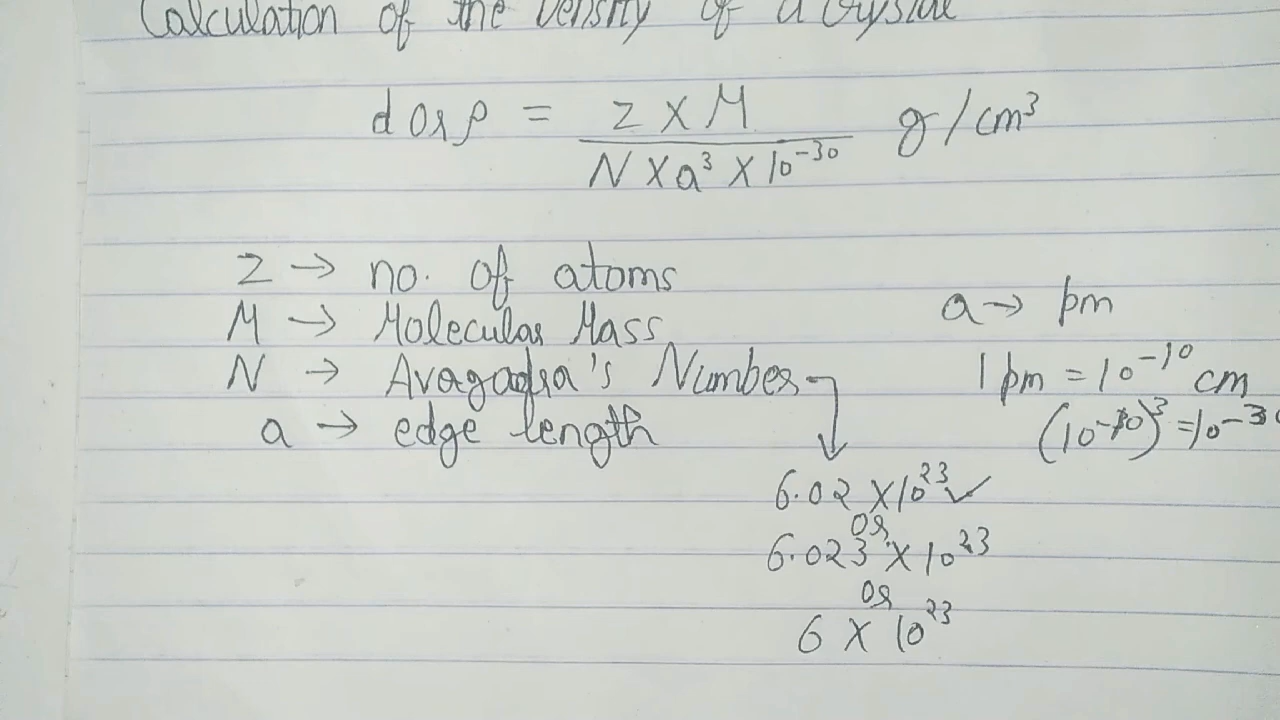 Calculation of the Density of a Crystal
d or ρ = Z X M / N X a³ X 10⁻³⁰ g/cm³
Z → no. of atoms
M → Molecular Mass
N → Avagadra's Number
a → edge length
a → pm
1 pm = 10⁻¹⁰ cm
(10⁻¹⁰)³ = 10⁻³⁰
6.02 X 10²³ ✓
or
6.023 X 10²³
or
6 X 10²³